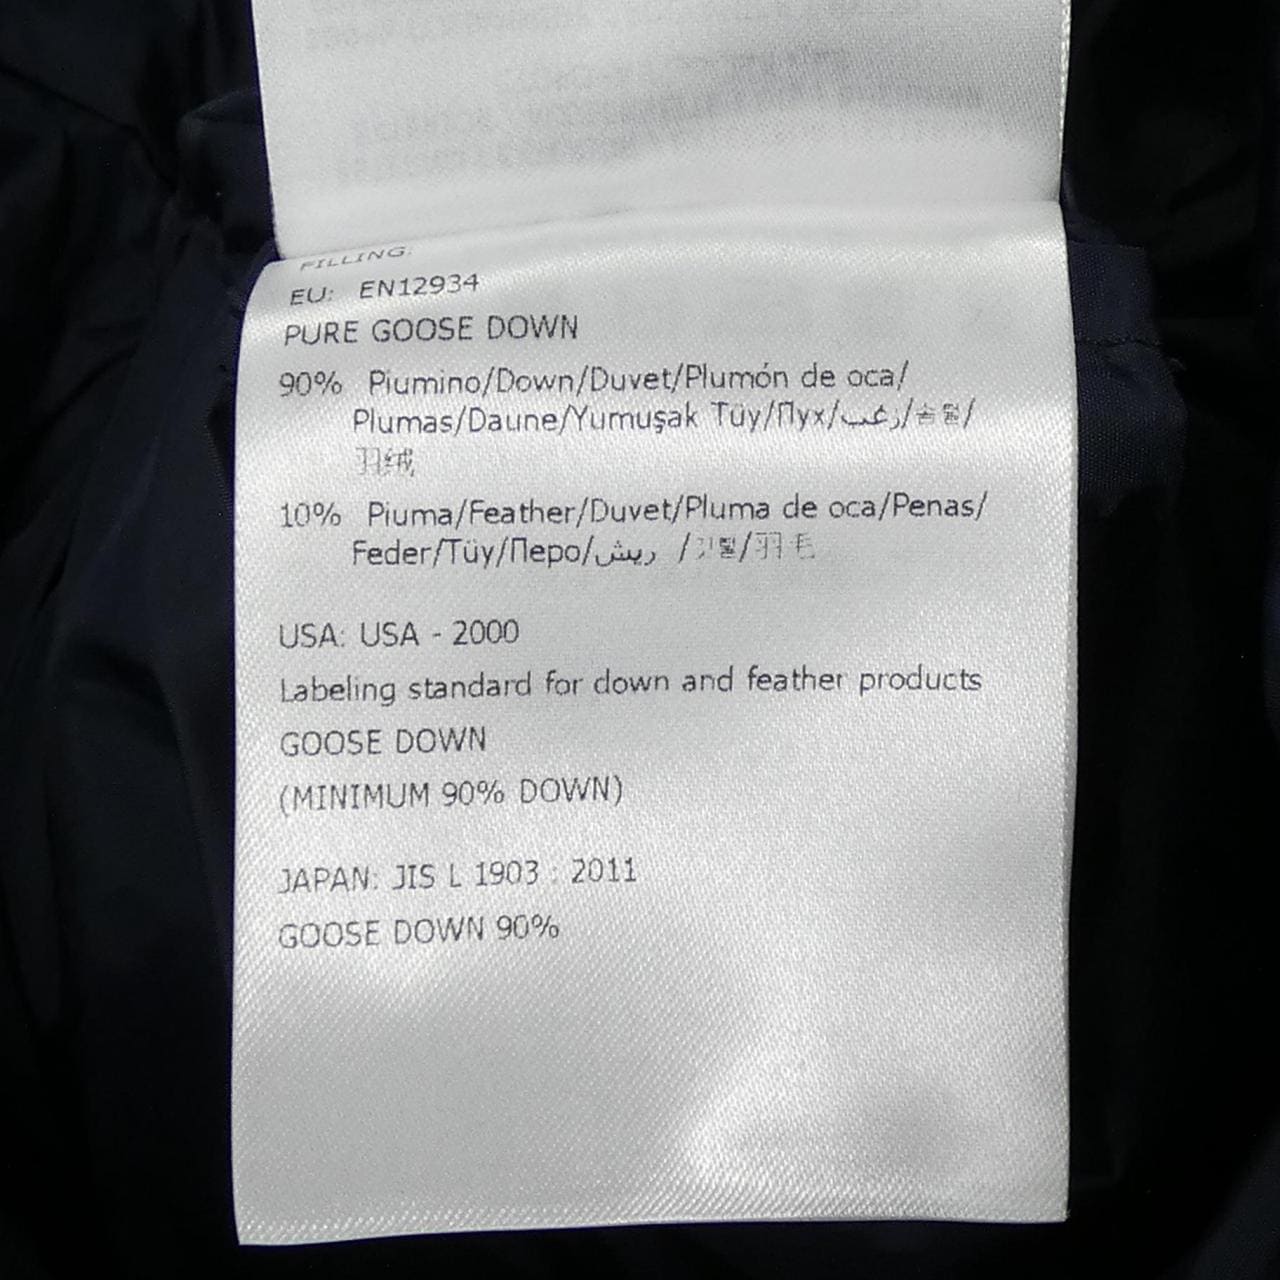 FILLING:
EU: EN12934
PURE GOOSE DOWN
90% Piumino/Down/Duvet/Plumón de oca/
Plumas/Daune/Yumuşak Tüy/Пух/زغب/솜털/
羽绒
10% Piuma/Feather/Duvet/Pluma de oca/Penas/
Feder/Tüy/Перо/ريش /깃털/羽毛
USA: USA - 2000
Labeling standard for down and feather products
GOOSE DOWN
(MINIMUM 90% DOWN)
JAPAN: JIS L 1903 : 2011
GOOSE DOWN 90%